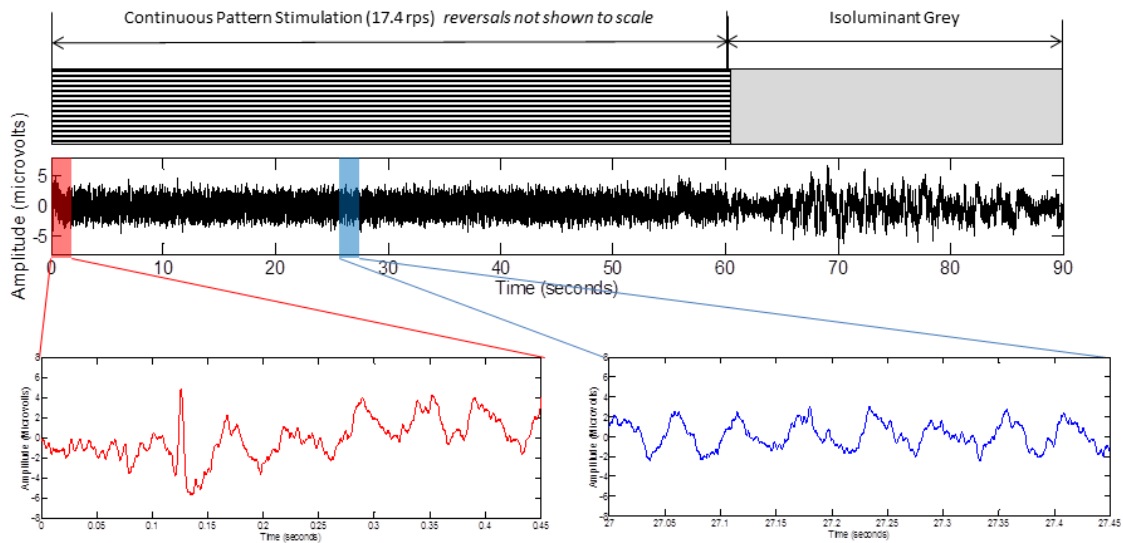 Continuous Pattern Stimulation (17.4 rps) reversals not shown to scale
Isoluminant Grey
Amplitude (microvolts)
5
0
-5
0 10 20 30 40 50 60 70 80 90
Time (seconds)
Amplitude (Microvolts)
8
6
4
2
0
-2
-4
-6
-8
0 0.05 0.1 0.15 0.2 0.25 0.3 0.35 0.4 0.45
Time (seconds)
Amplitude (Microvolts)
8
6
4
2
0
-2
-4
-6
-8
27 27.05 27.1 27.15 27.2 27.25 27.3 27.35 27.4 27.45
Time (seconds)